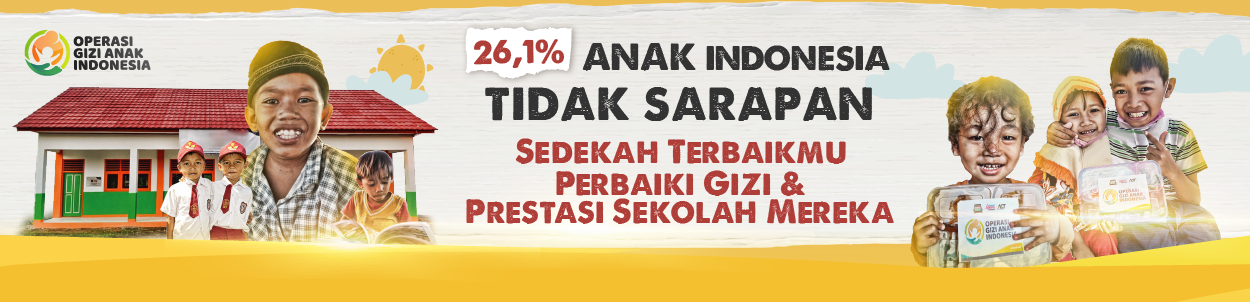 OPERASI
GIZI ANAK
INDONESIA
26,1% ANAK INDONESIA
TIDAK SARAPAN
SEDEKAH TERBAIKMU
PERBAIKI GIZI &
PRESTASI SEKOLAH MEREKA
OPERASI
GIZI ANAK
INDONESIA
OPERASI
GIZI ANAK
INDONESIA